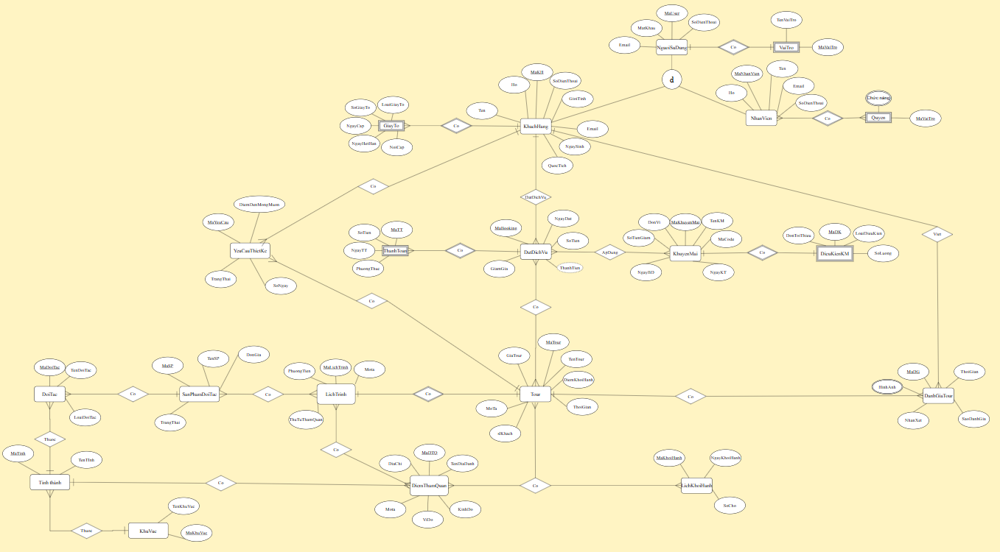 MaUser
MatKhau
SoDienThoai
Email
NguoiSuDung
Co
TenVaiTro
VaiTro
MaVaiTro
d
MaKH
Ho
SoDienThoai
GioiTinh
Ten
KhachHang
Email
NgaySinh
QuocTich
MaNhanVien
Ten
Ho
Email
SoDienThoai
NhanVien
Co
Chức năng
Quyen
MaVaiTro
SoGiayTo
LoaiGiayTo
NgayCap
GiayTo
NgayHetHan
NoiCap
Co
Co
DatDichVu
Viet
DiemDenMongMuon
MaYeuCau
YeuCauThietKe
TrangThai
SoNgay
SoTien
MaTT
NgayTT
ThanhToan
PhuongThuc
Co
MaBooking
NgayDat
SoTien
DatDichVu
GiamGia
ThanhTien
ApDung
DonVi
MaKhuyenMai
TenKM
SoTienGiam
MaCode
KhuyenMai
NgayBD
NgayKT
Co
DonToiThieu
MaDK
LoaiDieuKien
DieuKienKM
SoLuong
Co
Co
MaDoiTac
TenDoiTac
DoiTac
LoaiDoiTac
Co
MaSP
TenSP
DonGia
SanPhamDoiTac
TrangThai
Co
PhuongTien
MaLichTrinh
Mota
LichTrinh
ThuTuThamQuan
Co
GiaTour
MaTour
TenTour
DiemKhoiHanh
Tour
MoTa
ThoiGian
slKhach
Co
MaDG
ThoiGian
HinhAnh
DanhGiaTour
NhanXet
SaoDanhGia
Thuoc
Co
MaTinh
TenTInh
Tỉnh thành
Co
DiaChi
MaDTQ
TenDiaDanh
DiemThamQuan
Mota
ViDo
KinhDo
Co
MaKhoiHanh
NgayKhoiHanh
LichKhoiHanh
SoCho
Thuoc
TenKhuVuc
KhuVuc
MaKhuVuc